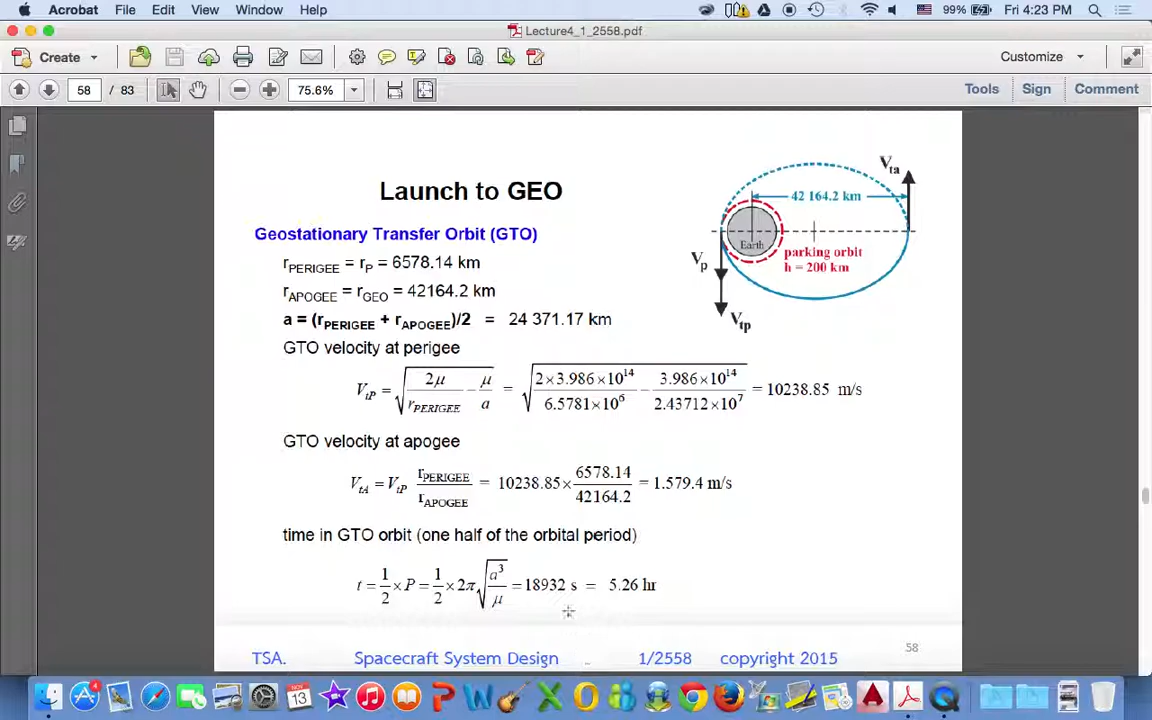 Acrobat File Edit View Window Help 99% Fri 4:23 PM
Lecture4_1_2558.pdf
Create Customize
58 / 83 75.6% Tools Sign Comment
Launch to GEO
Geostationary Transfer Orbit (GTO)
r_PERIGEE = r_P = 6578.14 km
r_APOGEE = r_GEO = 42164.2 km
a = (r_PERIGEE + r_APOGEE)/2 = 24 371.17 km
GTO velocity at perigee
V_tP = √(2μ/r_PERIGEE − μ/a) = √(2×3.986×10^14/6.5781×10^6 − 3.986×10^14/2.43712×10^7) = 10238.85 m/s
GTO velocity at apogee
V_tA = V_tP r_PERIGEE/r_APOGEE = 10238.85× 6578.14/42164.2 = 1.579.4 m/s
time in GTO orbit (one half of the orbital period)
t = 1/2 × P = 1/2 × 2π√(a^3/μ) = 18932 s = 5.26 hr
V_ta
42 164.2 km
Earth
parking orbit
h = 200 km
V_p
V_tp
58
TSA. Spacecraft System Design 1/2558 copyright 2015